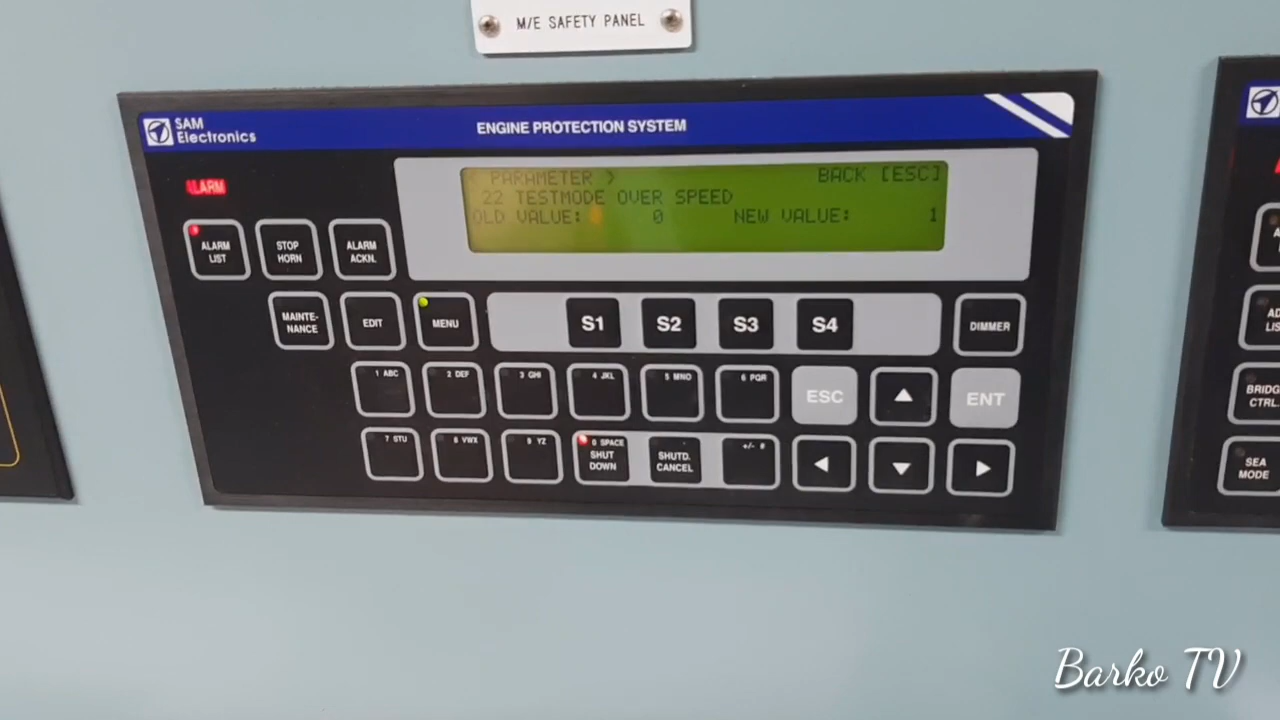 M/E SAFETY PANEL
SAM
Electronics
ENGINE PROTECTION SYSTEM
ALARM
PARAMETER > BACK [ESC]
22 TESTMODE OVER SPEED
OLD VALUE: 0 NEW VALUE: 1
ALARM
LIST
STOP
HORN
ALARM
ACKN.
MAINTE-
NANCE
EDIT
MENU
S1
S2
S3
S4
DIMMER
1 ABC
2 DEF
3 GHI
4 JKL
5 MNO
6 PQR
ESC
▲
ENT
7 STU
8 VWX
9 YZ
0 SPACE
SHUT
DOWN
SHUTD.
CANCEL
+/- #
◀
▼
▶
BRIDG
CTRL.
SEA
MODE
Barko TV